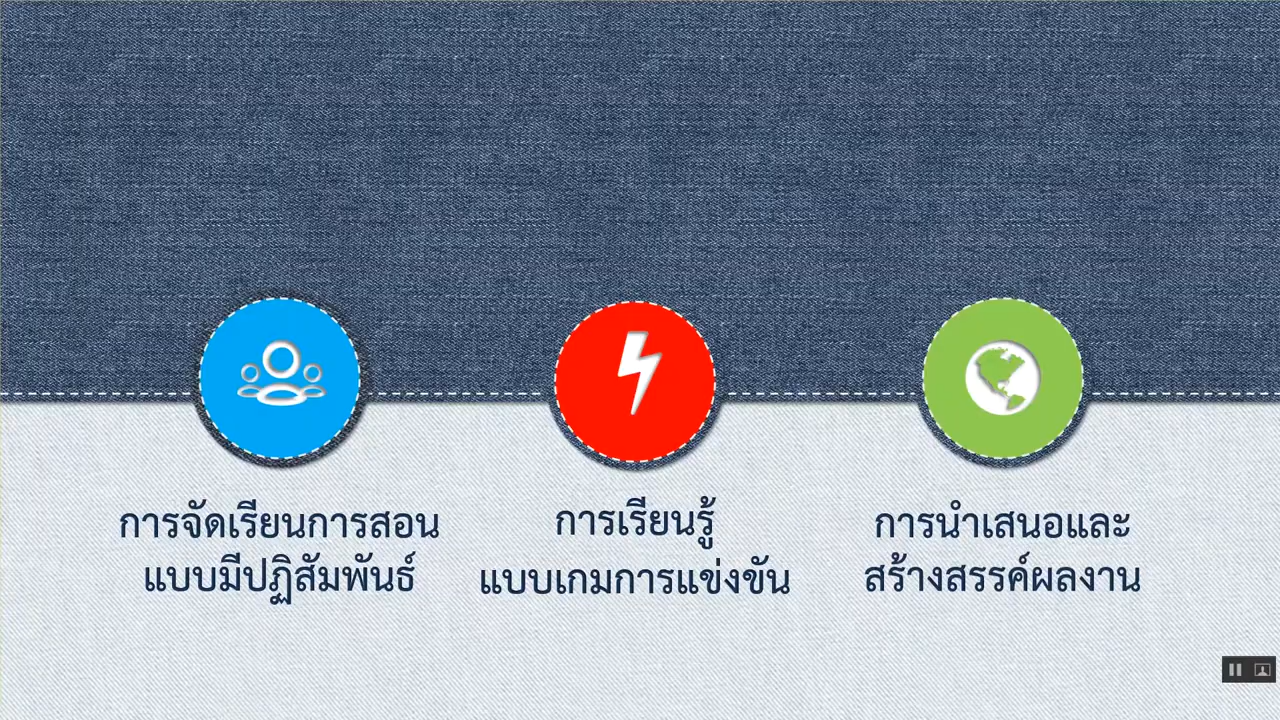 การจัดเรียนการสอน
แบบมีปฏิสัมพันธ์
การเรียนรู้
แบบเกมการแข่งขัน
การนำเสนอและ
สร้างสรรค์ผลงาน